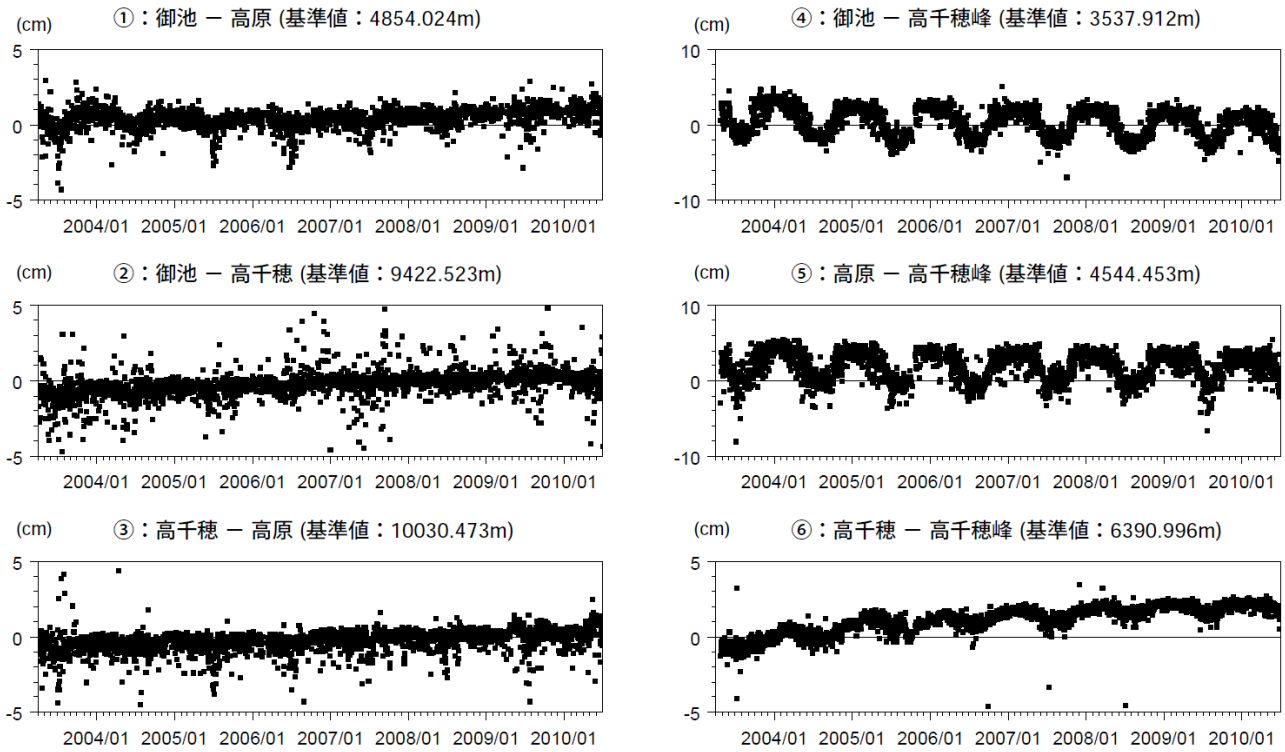 (cm) ①：御池 － 高原 (基準値：4854.024m)
5
0
-5
2004/01 2005/01 2006/01 2007/01 2008/01 2009/01 2010/01
(cm) ②：御池 － 高千穂 (基準値：9422.523m)
5
0
-5
2004/01 2005/01 2006/01 2007/01 2008/01 2009/01 2010/01
(cm) ③：高千穂 － 高原 (基準値：10030.473m)
5
0
-5
2004/01 2005/01 2006/01 2007/01 2008/01 2009/01 2010/01
(cm) ④：御池 － 高千穂峰 (基準値：3537.912m)
10
0
-10
2004/01 2005/01 2006/01 2007/01 2008/01 2009/01 2010/01
(cm) ⑤：高原 － 高千穂峰 (基準値：4544.453m)
10
0
-10
2004/01 2005/01 2006/01 2007/01 2008/01 2009/01 2010/01
(cm) ⑥：高千穂 － 高千穂峰 (基準値：6390.996m)
5
0
-5
2004/01 2005/01 2006/01 2007/01 2008/01 2009/01 2010/01